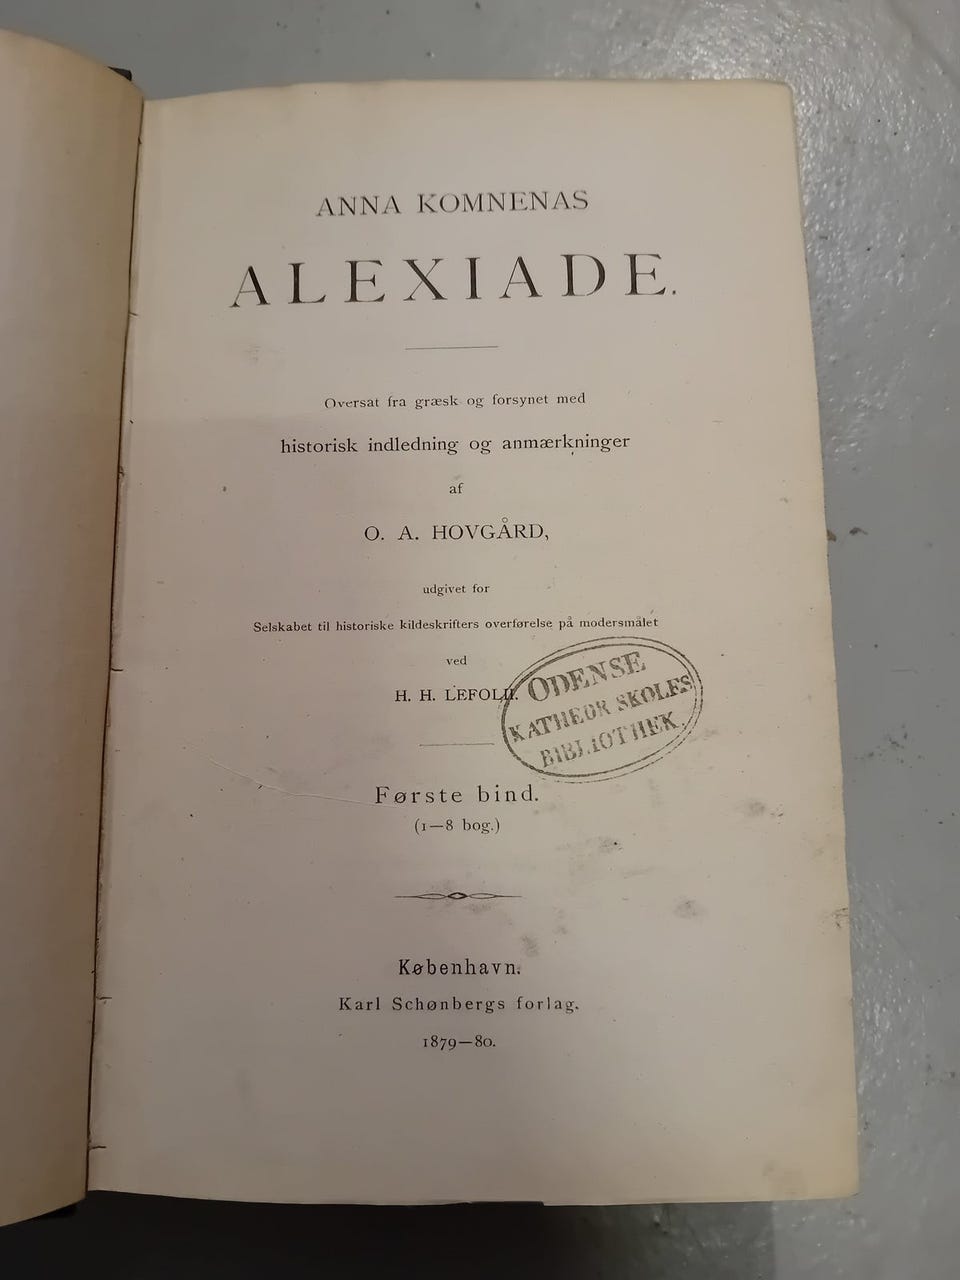 ANNA KOMNENAS
ALEXIADE.
Oversat fra græsk og forsynet med
historisk indledning og anmærkninger
af
O. A. HOVGÅRD,
udgivet for
Selskabet til historiske kildeskrifters overførelse på modersmålet
ved
H. H. LEFOLII.
ODENSE
KATHEDR SKOLES
BIBLIOTHEK.
Første bind.
(1—8 bog.)
København.
Karl Schønbergs forlag.
1879—80.